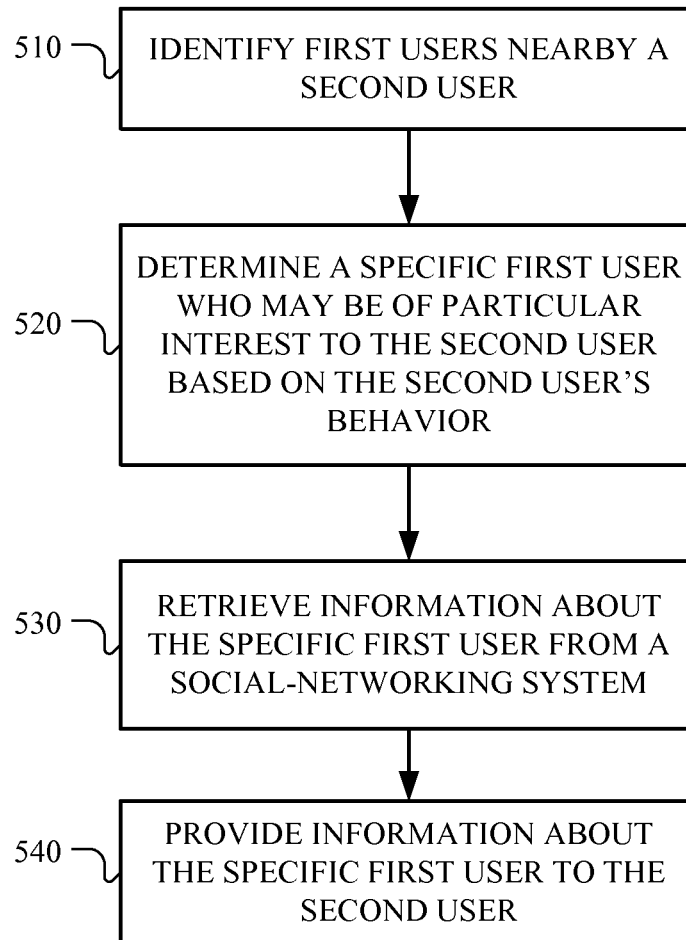 510
IDENTIFY FIRST USERS NEARBY A
SECOND USER
520
DETERMINE A SPECIFIC FIRST USER
WHO MAY BE OF PARTICULAR
INTEREST TO THE SECOND USER
BASED ON THE SECOND USER'S
BEHAVIOR
530
RETRIEVE INFORMATION ABOUT
THE SPECIFIC FIRST USER FROM A
SOCIAL-NETWORKING SYSTEM
540
PROVIDE INFORMATION ABOUT
THE SPECIFIC FIRST USER TO THE
SECOND USER